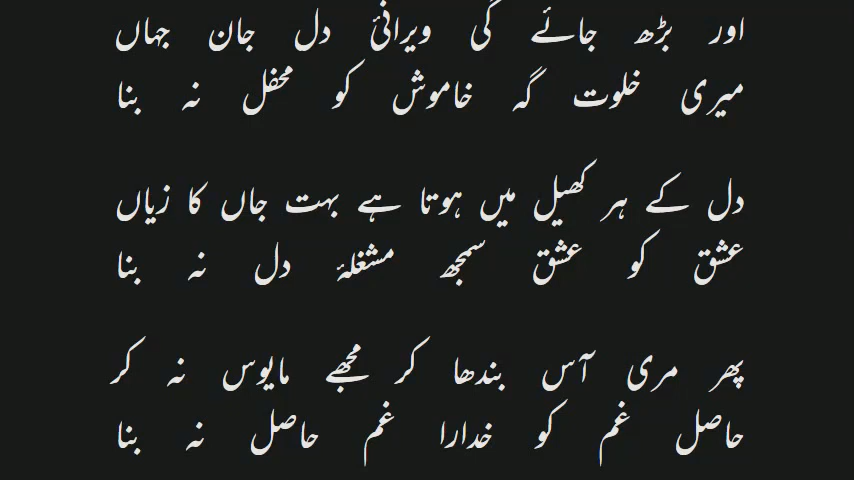 اور بڑھ جائے گی ویرانیٔ دل جان جہاں
میری خلوت گہ خاموش کو محفل نہ بنا
دل کے ہر کھیل میں ہوتا ہے بہت جاں کا زیاں
عشق کو عشق سمجھ مشغلۂ دل نہ بنا
پھر مری آس بندھا کر مجھے مایوس نہ کر
حاصل غم کو خدارا غم حاصل نہ بنا